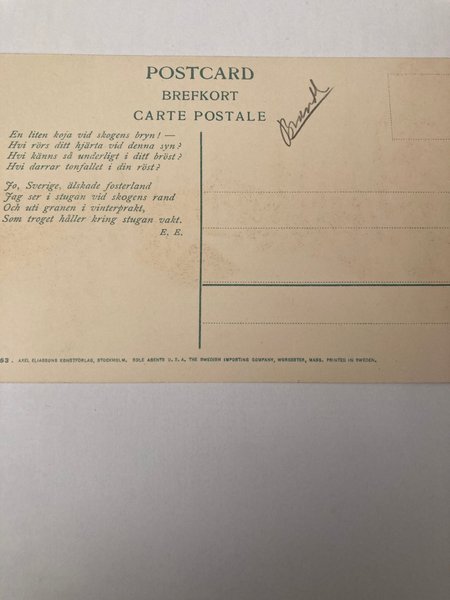 POSTCARD
BREFKORT
CARTE POSTALE
En liten koja vid skogens bryn! —
Hvi rörs ditt hjärta vid denna syn?
Hvi känns så underligt i ditt bröst?
Hvi darrar tonfallet i din röst?
Jo, Sverige, älskade fosterland
Jag ser i stugan vid skogens rand
Och uti granen i vinterprakt,
Som troget håller kring stugan vakt.
E. E.
53 . AXEL ELIASSONS KONSTFÖRLAG, STOCKHOLM. SOLE AGENTS U. S. A. THE SWEDISH IMPORTING COMPANY, WORCESTER, MASS. PRINTED IN SWEDEN.